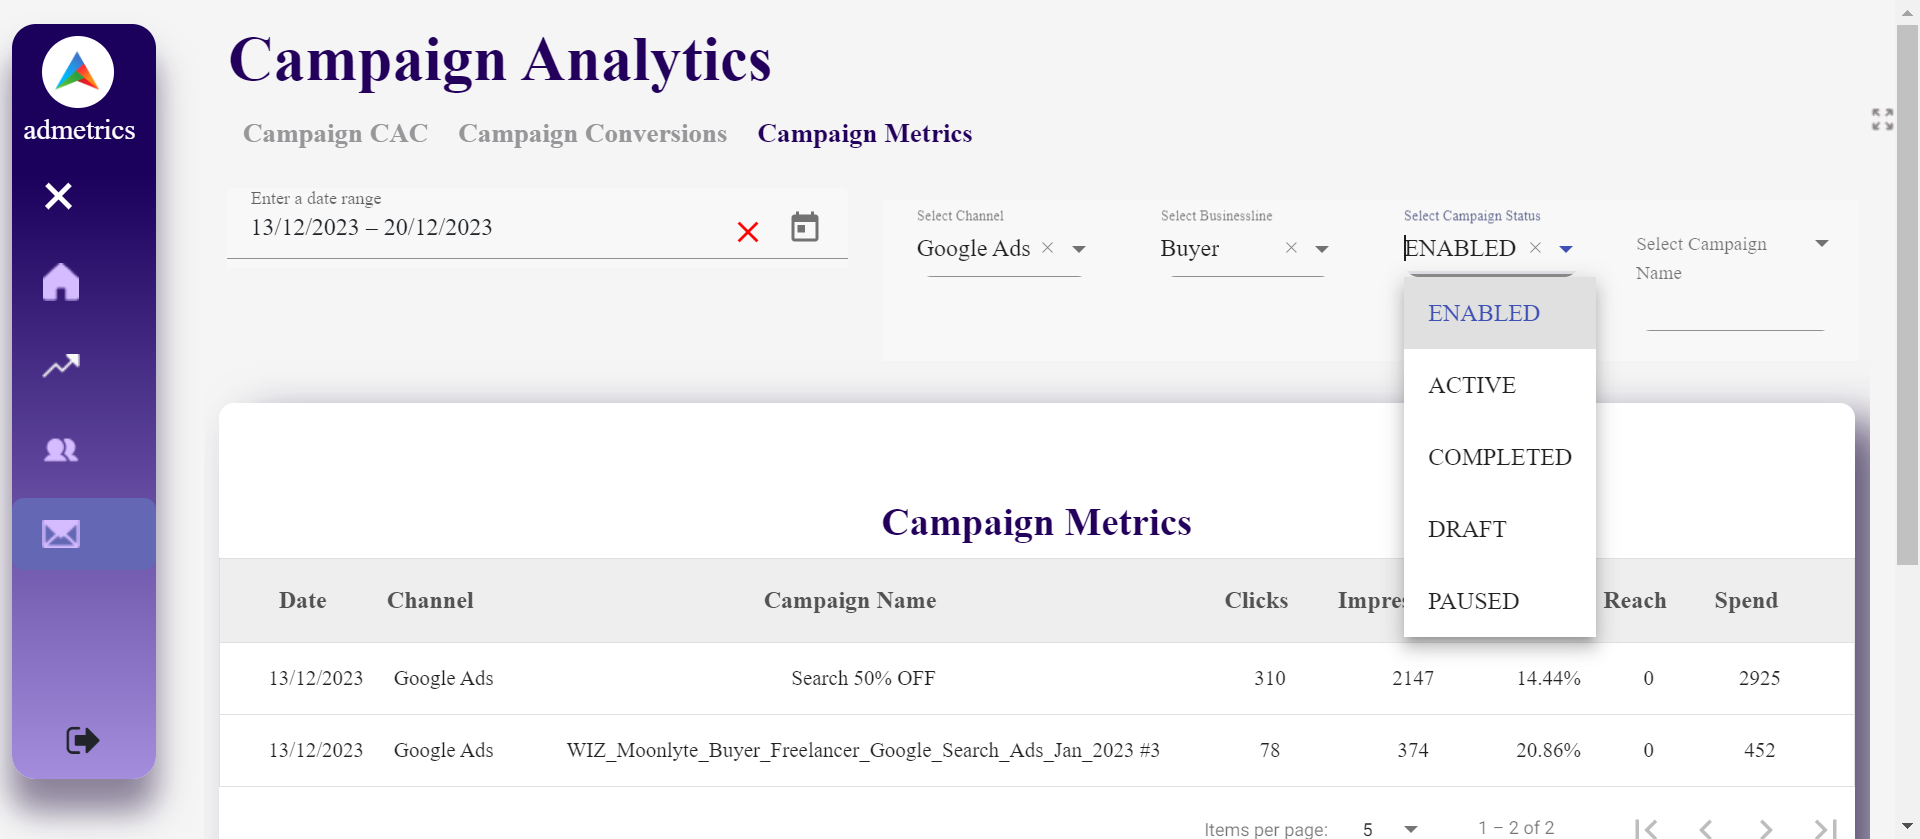 Campaign Analytics
admetrics
Campaign CAC Campaign Conversions Campaign Metrics
Enter a date range
13/12/2023 – 20/12/2023
Select Channel
Google Ads
Select Businessline
Buyer
Select Campaign Status
ENABLED
Select Campaign
Name
ENABLED
ACTIVE
COMPLETED
DRAFT
PAUSED
Campaign Metrics
Date Channel Campaign Name Clicks Impres Reach Spend
13/12/2023 Google Ads Search 50% OFF 310 2147 14.44% 0 2925
13/12/2023 Google Ads WIZ_Moonlyte_Buyer_Freelancer_Google_Search_Ads_Jan_2023 #3 78 374 20.86% 0 452
Items per page: 5 1 – 2 of 2